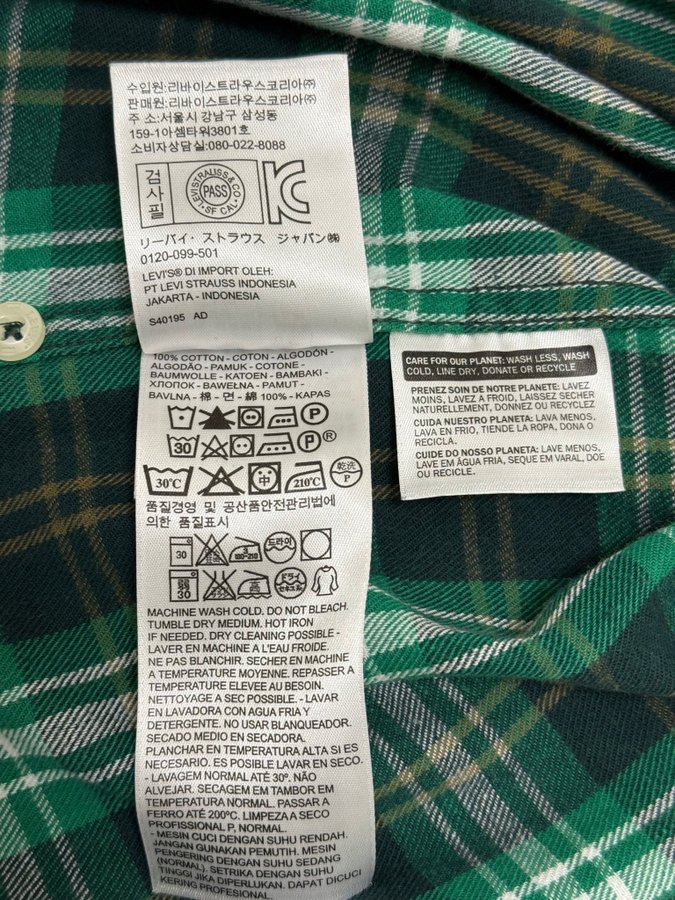 수입원:리바이스트라우스코리아㈜
판매원:리바이스트라우스코리아㈜
주 소:서울시 강남구 삼성동
159-1아셈타워3801호
소비자상담실:080-022-8088
검사필
LEVI STRAUSS & CO.
PASS
SF CAL
リーバイ・ストラウス ジャパン㈱
0120-099-501
LEVI'S® DI IMPORT OLEH:
PT LEVI STRAUSS INDONESIA
JAKARTA - INDONESIA
S40195 AD
100% COTTON - COTON - ALGODÓN -
ALGODÃO - PAMUK - COTONE -
BAUMWOLLE - KATOEN - BAMBAKI -
ХЛОПОК - BAWEŁNA - PAMUT -
BAVLNA - 棉 - 면 - 綿 100% - KAPAS
P
30 P®
30℃ 中 210℃ 乾洗 P
품질경영 및 공산품안전관리법에
의한 품질표시
30 3 드라이
30 ドライ
MACHINE WASH COLD. DO NOT BLEACH.
TUMBLE DRY MEDIUM. HOT IRON
IF NEEDED. DRY CLEANING POSSIBLE -
LAVER EN MACHINE A L'EAU FROIDE.
NE PAS BLANCHIR. SECHER EN MACHINE
A TEMPERATURE MOYENNE. REPASSER A
TEMPERATURE ELEVEE AU BESOIN.
NETTOYAGE A SEC POSSIBLE - LAVAR
EN LAVADORA CON AGUA FRIA Y
DETERGENTE. NO USAR BLANQUEADOR.
SECADO MEDIO EN SECADORA.
PLANCHAR EN TEMPERATURA ALTA SI ES
NECESARIO. ES POSIBLE LAVAR EN SECO.
- LAVAGEM NORMAL ATÉ 30º. NÃO
ALVEJAR. SECAGEM EM TAMBOR EM
TEMPERATURA NORMAL. PASSAR A
FERRO ATÉ 200ºC. LIMPEZA A SECO
PROFISSIONAL P, NORMAL.
- MESIN CUCI DENGAN SUHU RENDAH.
JANGAN GUNAKAN PEMUTIH. MESIN
PENGERING DENGAN SUHU SEDANG
(NORMAL). SETRIKA DENGAN SUHU
TINGGI JIKA DIPERLUKAN. DAPAT DICUCI
KERING PROFESIONAL.
CARE FOR OUR PLANET: WASH LESS, WASH
COLD, LINE DRY, DONATE OR RECYCLE
PRENEZ SOIN DE NOTRE PLANETE: LAVEZ
MOINS, LAVEZ A FROID, LAISSEZ SECHER
NATURELLEMENT, DONNEZ OU RECYCLEZ
CUIDA NUESTRO PLANETA: LAVA MENOS,
LAVA EN FRIO, TIENDE LA ROPA, DONA O
RECICLA.
CUIDE DO NOSSO PLANETA: LAVE MENOS,
LAVE EM ÁGUA FRIA, SEQUE EM VARAL, DOE
OU RECICLE.